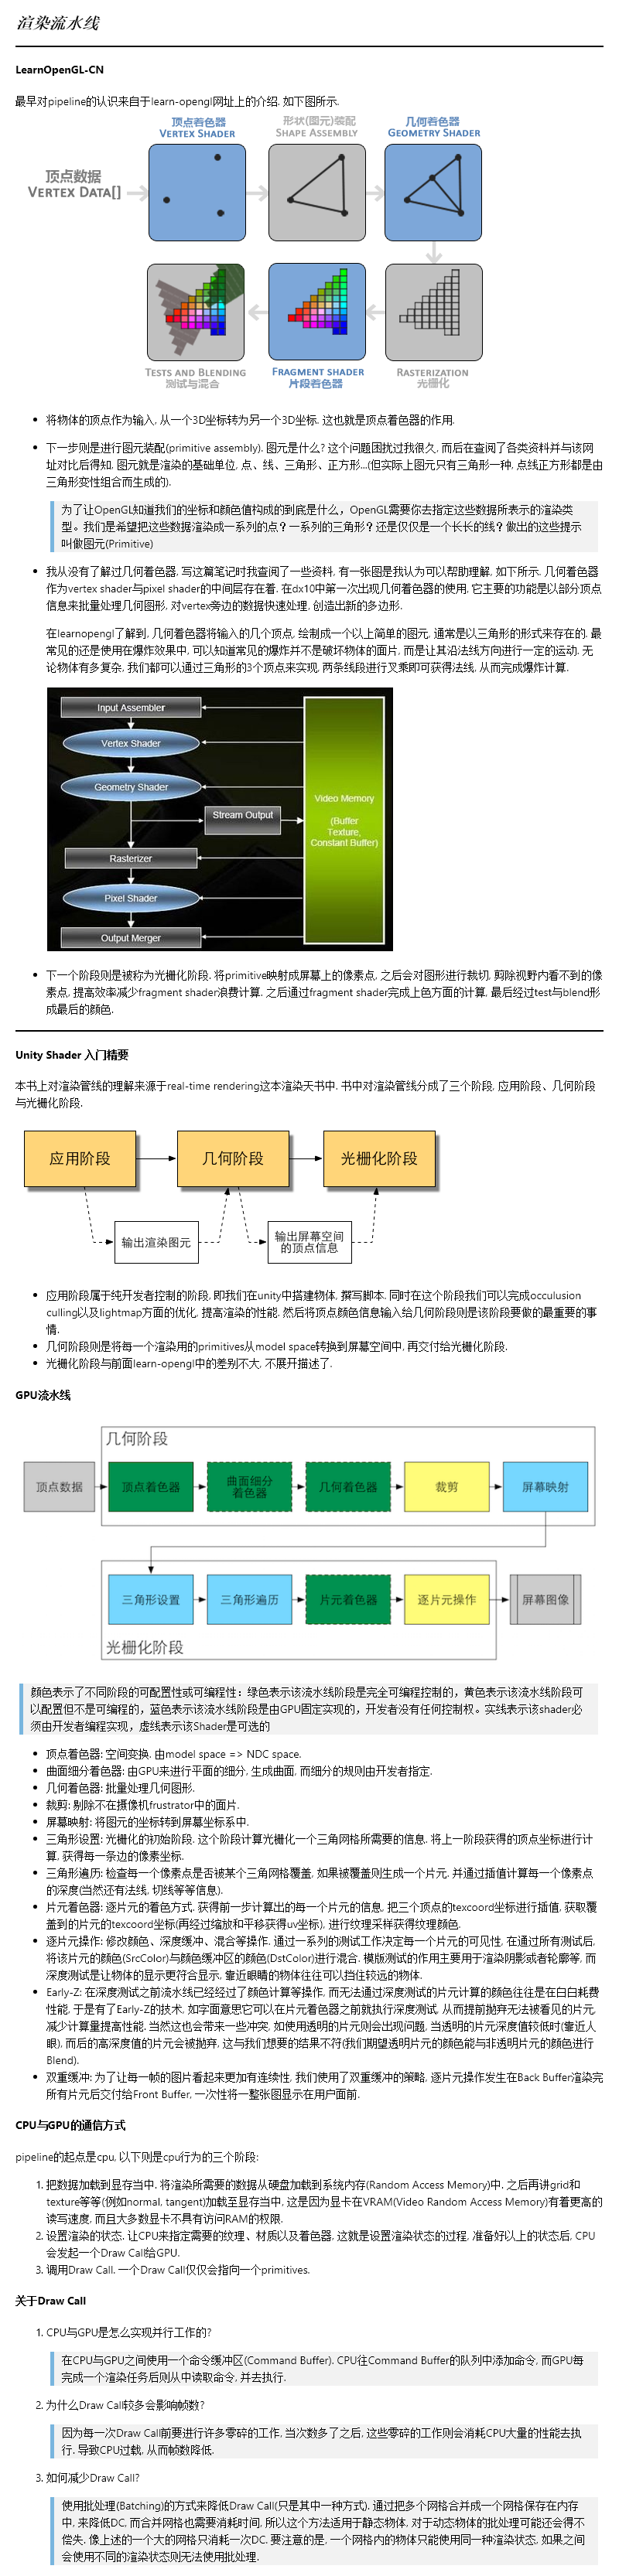 渲染流水线
LearnOpenGL-CN
最早对pipeline的认识来自于learn-opengl网址上的介绍. 如下图所示.
顶点着色器
VERTEX SHADER
形状(图元)装配
SHAPE ASSEMBLY
几何着色器
GEOMETRY SHADER
顶点数据
VERTEX DATA[]
TESTS AND BLENDING
测试与混合
FRAGMENT SHADER
片段着色器
RASTERIZATION
光栅化
将物体的顶点作为输入, 从一个3D坐标转为另一个3D坐标. 这也就是顶点着色器的作用.
下一步则是进行图元装配(primitive assembly). 图元是什么? 这个问题困扰过我很久. 而后在查阅了各类资料并与该网
址对比后得知. 图元就是渲染的基础单位, 点、线、三角形、正方形...(但实际上图元只有三角形一种, 点线正方形都是由
三角形变性组合而生成的).
为了让OpenGL知道我们的坐标和颜色值构成的到底是什么，OpenGL需要你去指定这些数据所表示的渲染类
型。我们是希望把这些数据渲染成一系列的点？一系列的三角形？还是仅仅是一个长长的线？做出的这些提示
叫做图元(Primitive)
我从没有了解过几何着色器, 写这篇笔记时我查阅了一些资料, 有一张图是我认为可以帮助理解, 如下所示. 几何着色器
作为vertex shader与pixel shader的中间层存在着, 在dx10中第一次出现几何着色器的使用. 它主要的功能是以部分顶点
信息来批量处理几何图形, 对vertex旁边的数据快速处理, 创造出新的多边形.
在learnopengl了解到, 几何着色器将输入的几个顶点, 绘制成一个以上简单的图元, 通常是以三角形的形式来存在的. 最
常见的还是使用在爆炸效果中, 可以知道常见的爆炸并不是破坏物体的面片, 而是让其沿法线方向进行一定的运动. 无
论物体有多复杂, 我们都可以通过三角形的3个顶点来实现, 两条线段进行叉乘即可获得法线, 从而完成爆炸计算.
Input Assembler
Vertex Shader
Geometry Shader
Stream Output
Video Memory
(Buffer
Texture,
Constant Buffer)
Rasterizer
Pixel Shader
Output Merger
下一个阶段则是被称为光栅化阶段. 将primitive映射成屏幕上的像素点, 之后会对图形进行裁切, 剪除视野内看不到的像
素点, 提高效率减少fragment shader浪费计算. 之后通过fragment shader完成上色方面的计算, 最后经过test与blend形
成最后的颜色.
Unity Shader 入门精要
本书上对渲染管线的理解来源于real-time rendering这本渲染天书中. 书中对渲染管线分成了三个阶段, 应用阶段、几何阶段
与光栅化阶段.
应用阶段
几何阶段
光栅化阶段
输出渲染图元
输出屏幕空间
的顶点信息
应用阶段属于纯开发者控制的阶段, 即我们在unity中搭建物体, 撰写脚本. 同时在这个阶段我们可以完成occulusion
culling以及lightmap方面的优化, 提高渲染的性能. 然后将顶点颜色信息输入给几何阶段则是该阶段要做的最重要的事
情.
几何阶段则是将每一个渲染用的primitives从model space转换到屏幕空间中, 再交付给光栅化阶段.
光栅化阶段与前面learn-opengl中的差别不大, 不展开描述了.
GPU流水线
几何阶段
顶点数据
顶点着色器
曲面细分
着色器
几何着色器
裁剪
屏幕映射
三角形设置
三角形遍历
片元着色器
逐片元操作
屏幕图像
光栅化阶段
颜色表示了不同阶段的可配置性或可编程性：绿色表示该流水线阶段是完全可编程控制的，黄色表示该流水线阶段可
以配置但不是可编程的，蓝色表示该流水线阶段是由GPU固定实现的，开发者没有任何控制权。实线表示该shader必
须由开发者编程实现，虚线表示该Shader是可选的
顶点着色器: 空间变换. 由model space => NDC space.
曲面细分着色器: 由GPU来进行平面的细分, 生成曲面, 而细分的规则由开发者指定.
几何着色器: 批量处理几何图形.
裁剪: 剔除不在摄像机frustrator中的面片.
屏幕映射: 将图元的坐标转到屏幕坐标系中.
三角形设置: 光栅化的初始阶段. 这个阶段计算光栅化一个三角网格所需要的信息. 将上一阶段获得的顶点坐标进行计
算, 获得每一条边的像素坐标.
三角形遍历: 检查每一个像素点是否被某个三角网格覆盖, 如果被覆盖则生成一个片元, 并通过插值计算每一个像素点
的深度(当然还有法线, 切线等等信息).
片元着色器: 逐片元的着色方式, 获得前一步计算出的每一个片元的信息, 把三个顶点的texcoord坐标进行插值, 获取覆
盖到的片元的texcoord坐标(再经过缩放和平移获得uv坐标), 进行纹理采样获得纹理颜色.
逐片元操作: 修改颜色、深度缓冲、混合等操作. 通过一系列的测试工作决定每一个片元的可见性, 在通过所有测试后,
将该片元的颜色(SrcColor)与颜色缓冲区的颜色(DstColor)进行混合. 模版测试的作用主要用于渲染阴影或者轮廓等, 而
深度测试是让物体的显示更符合显示, 靠近眼睛的物体往往可以挡住较远的物体.
Early-Z: 在深度测试之前流水线已经经过了颜色计算等操作, 而无法通过深度测试的片元计算的颜色往往是在白白耗费
性能, 于是有了Early-Z的技术, 如字面意思它可以在片元着色器之前就执行深度测试, 从而提前抛弃无法被看见的片元,
减少计算量提高性能. 当然这也会带来一些冲突, 如使用透明的片元则会出现问题, 当透明的片元深度值较低时(靠近人
眼), 而后的高深度值的片元会被抛弃, 这与我们想要的结果不符(我们期望透明片元的颜色能与非透明片元的颜色进行
Blend).
双重缓冲: 为了让每一帧的图片看起来更加有连续性, 我们使用了双重缓冲的策略, 逐片元操作发生在Back Buffer渲染完
所有片元后交付给Front Buffer, 一次性将一整张图显示在用户面前.
CPU与GPU的通信方式
pipeline的起点是cpu, 以下则是cpu行为的三个阶段:
1. 把数据加载到显存当中. 将渲染所需要的数据从硬盘加载到系统内存(Random Access Memory)中, 之后再讲grid和
texture等等(例如normal, tangent)加载至显存当中, 这是因为显卡在VRAM(Video Random Access Memory)有着更高的
读写速度, 而且大多数显卡不具有访问RAM的权限.
2. 设置渲染的状态. 让CPU来指定需要的纹理、材质以及着色器, 这就是设置渲染状态的过程, 准备好以上的状态后, CPU
会发起一个Draw Call给GPU.
3. 调用Draw Call. 一个Draw Call仅仅会指向一个primitives.
关于Draw Call
1. CPU与GPU是怎么实现并行工作的?
在CPU与GPU之间使用一个命令缓冲区(Command Buffer). CPU往Command Buffer的队列中添加命令, 而GPU每
完成一个渲染任务后则从中读取命令, 并去执行.
2. 为什么Draw Call较多会影响帧数?
因为每一次Draw Call前要进行许多零碎的工作, 当次数多了之后, 这些零碎的工作则会消耗CPU大量的性能去执
行. 导致CPU过载, 从而帧数降低.
3. 如何减少Draw Call?
使用批处理(Batching)的方式来降低Draw Call(只是其中一种方式). 通过把多个网格合并成一个网格保存在内存
中, 来降低DC, 而合并网格也需要消耗时间, 所以这个方法适用于静态物体, 对于动态物体的批处理可能还会得不
偿失. 像上述的一个大的网格只消耗一次DC. 要注意的是, 一个网格内的物体只能使用同一种渲染状态, 如果之间
会使用不同的渲染状态则无法使用批处理.